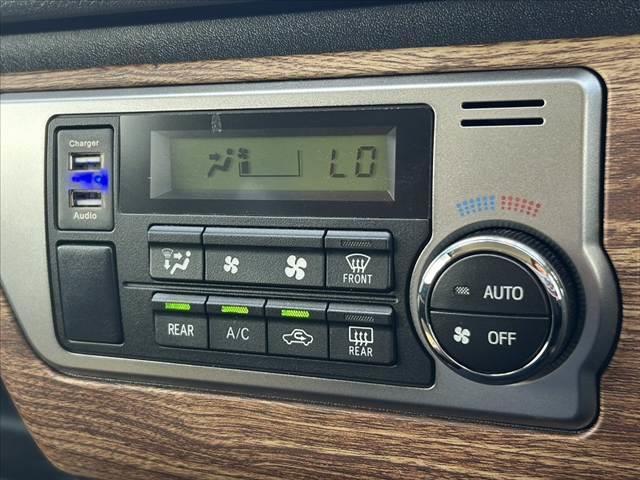 Charger
Audio
LO
FRONT
REAR
A/C
REAR
AUTO
OFF